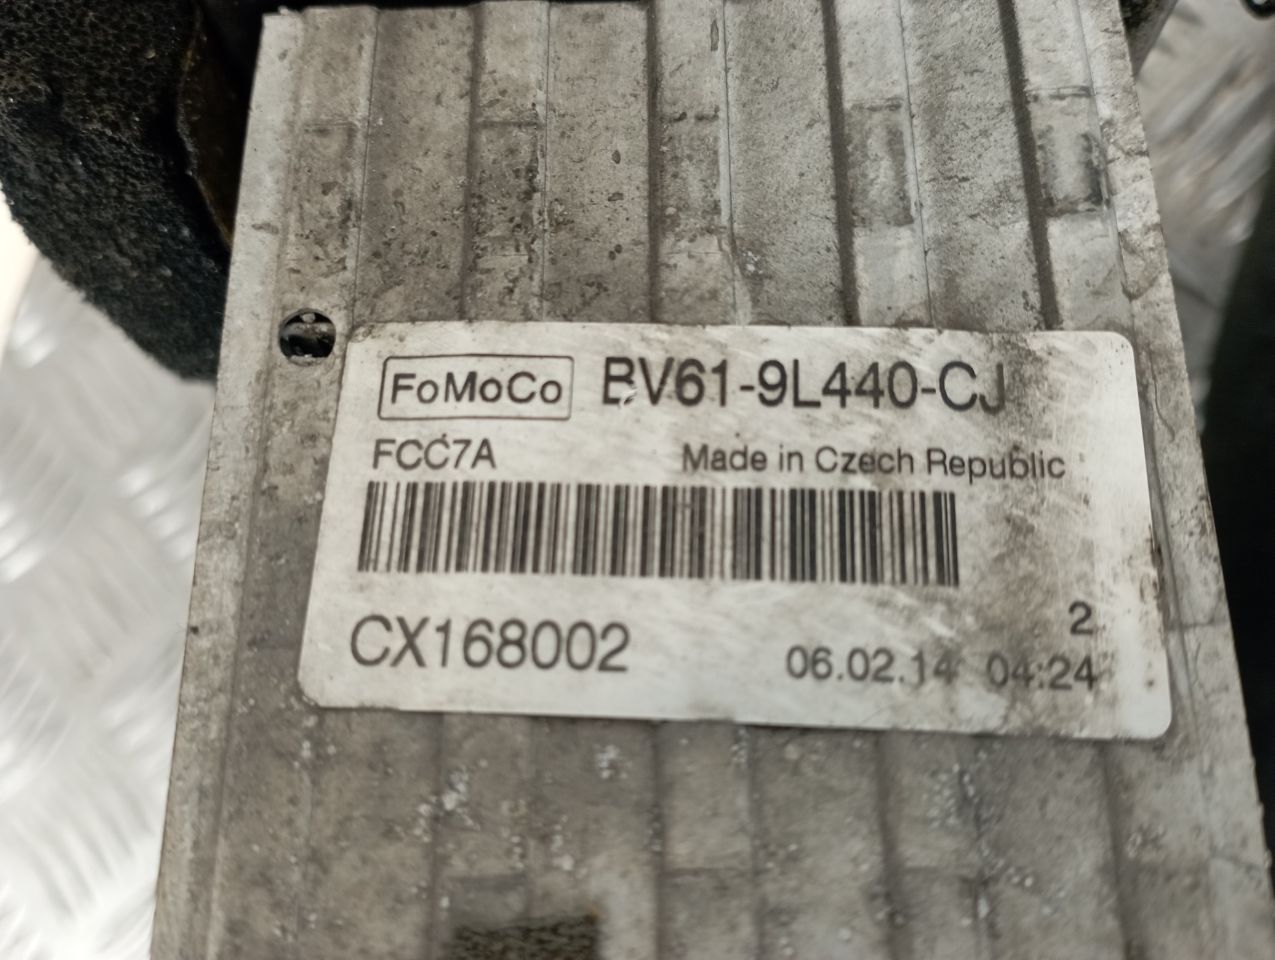 FoMoCo BV61-9L440-CJ
FCC7A Made in Czech Republic
CX168002
2
06.02.14 04:24